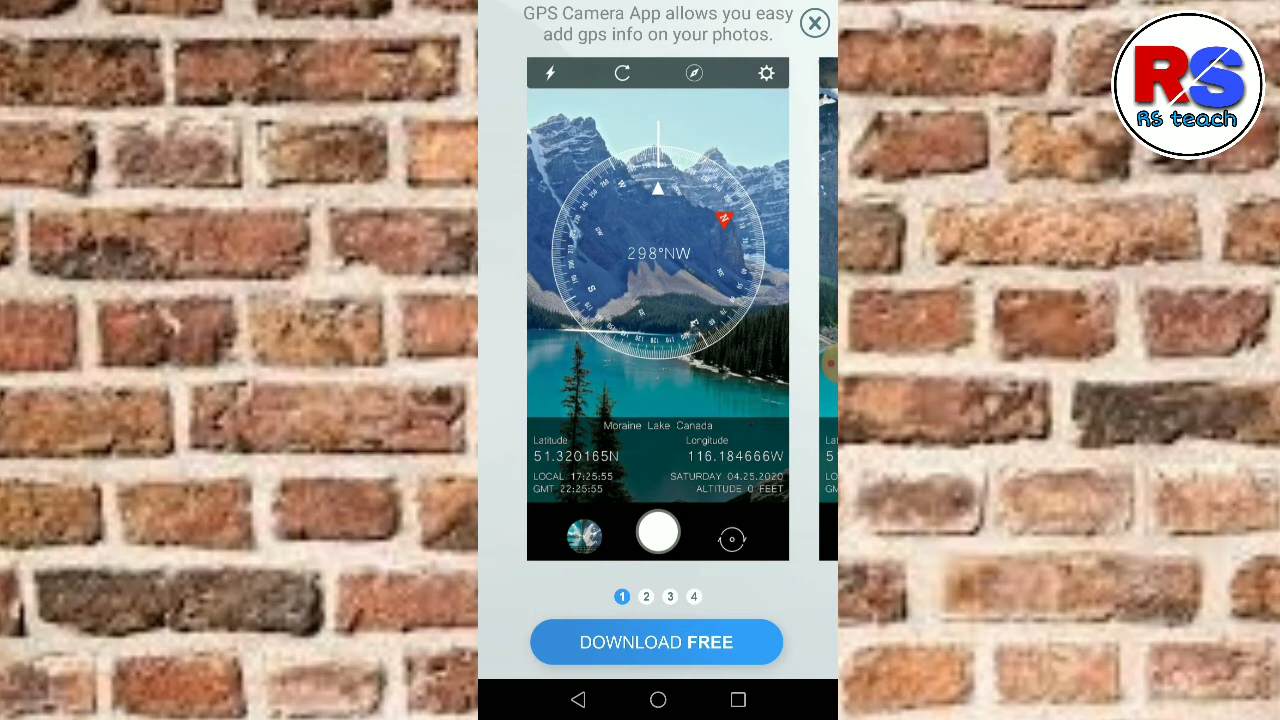 GPS Camera App allows you easy
add gps info on your photos.
RS
RS teach
N
W
298°NW
S
Moraine Lake Canada
Latitude
Longitude
51.320165N
116.184666W
LOCAL 17:25:55
SATURDAY 04.25.2020
GMT 22:25:55
ALTITUDE 0 FEET
1 2 3 4
DOWNLOAD FREE